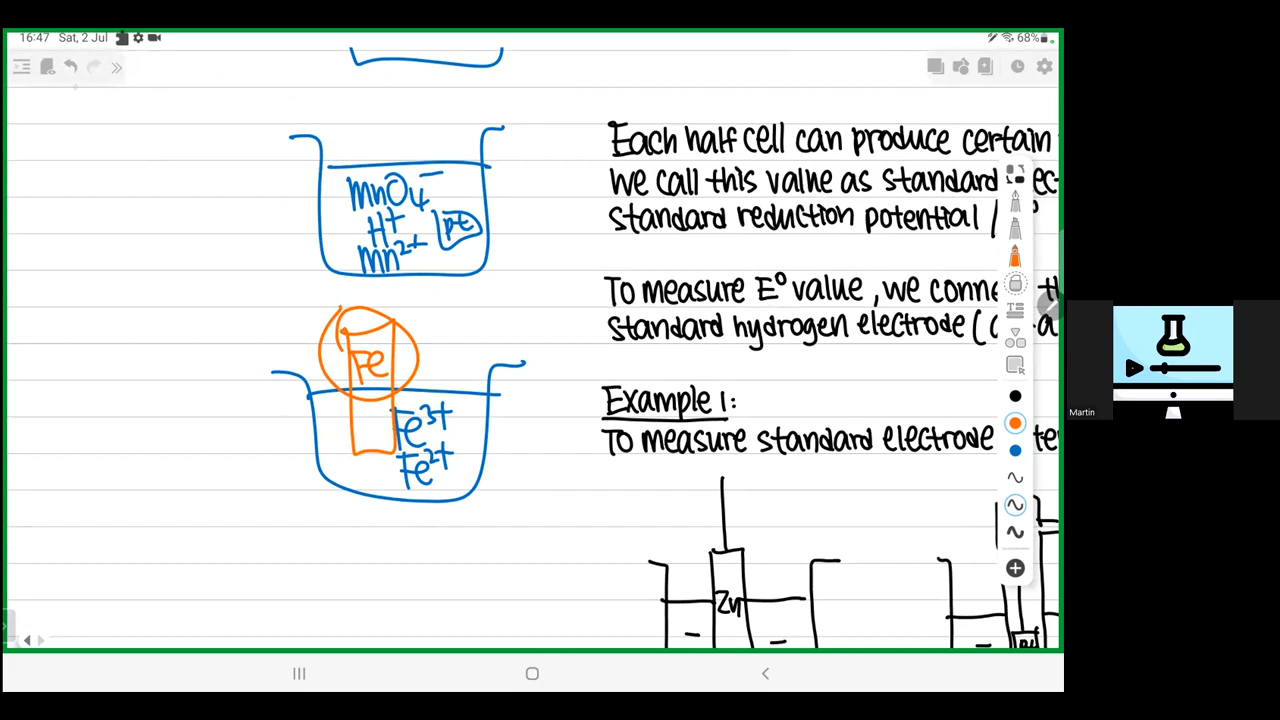 16:47 Sat, 2 Jul
68%
MnO4⁻
H⁺
Mn²⁺
Pt
Fe
Fe³⁺
Fe²⁺
Each half cell can produce certain
We call this value as standard
standard reduction potential /
To measure E⁰ value, we conne
standard hydrogen electrode (
Example 1:
To measure standard electrode
Zn
Martin